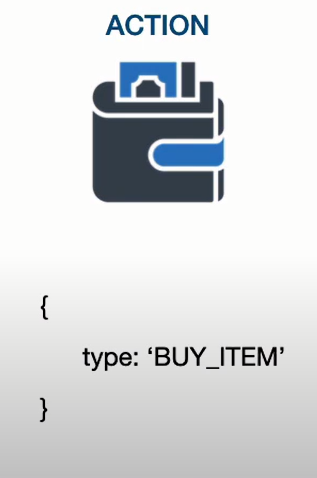 ACTION
{
type: ‘BUY_ITEM’
}